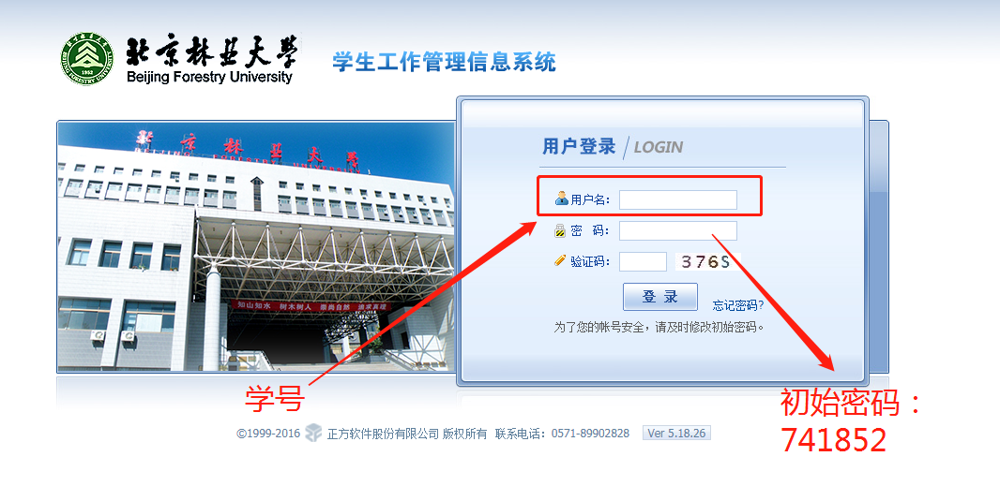 北京林业大学
Beijing Forestry University
学生工作管理信息系统
北京林业大学
BEIJING FORESTRY UNIVERSITY
1952
知山知水 树木树人 崇尚自然 追求真理
用户登录 / LOGIN
用户名：
密 码：
验证码： 376S
登 录
忘记密码?
为了您的帐号安全，请及时修改初始密码。
学号
初始密码：
741852
©1999-2016 正方软件股份有限公司 版权所有 联系电话：0571-89902828 Ver 5.18.26